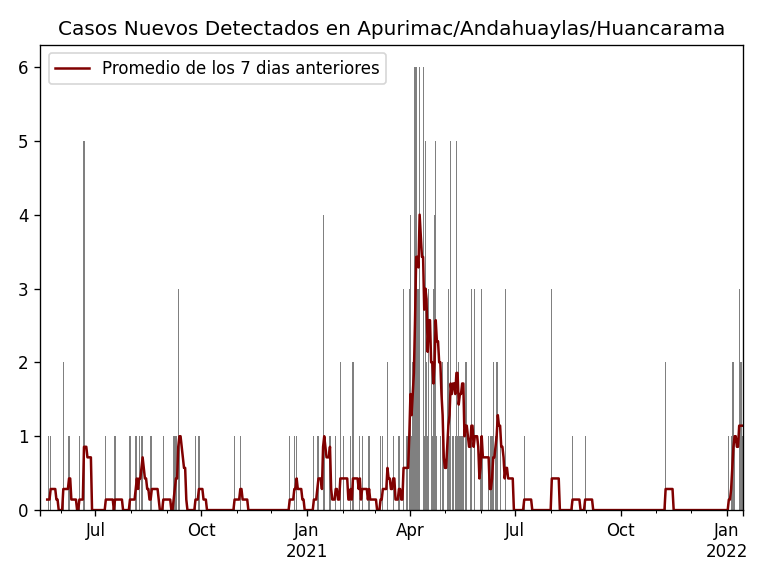 Casos Nuevos Detectados en Apurimac/Andahuaylas/Huancarama
Promedio de los 7 dias anteriores
6
5
4
3
2
1
0
Jul
Oct
Jan
2021
Apr
Jul
Oct
Jan
2022